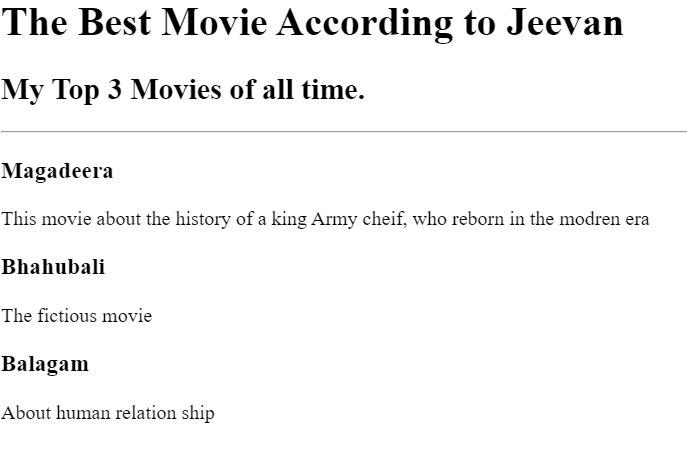 The Best Movie According to Jeevan
My Top 3 Movies of all time.
Magadeera
This movie about the history of a king Army cheif, who reborn in the modren era
Bhahubali
The fictious movie
Balagam
About human relation ship